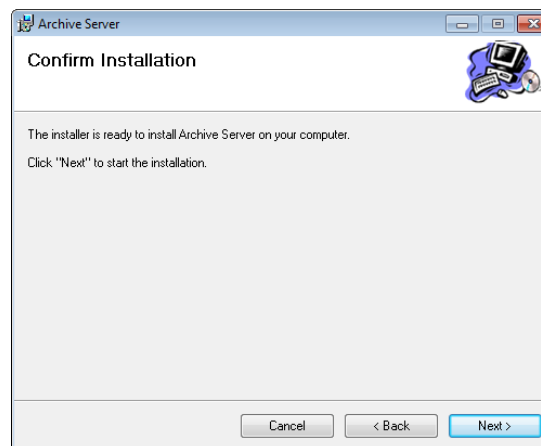 Archive Server
Confirm Installation
The installer is ready to install Archive Server on your computer.
Click "Next" to start the installation.
Cancel
< Back
Next >